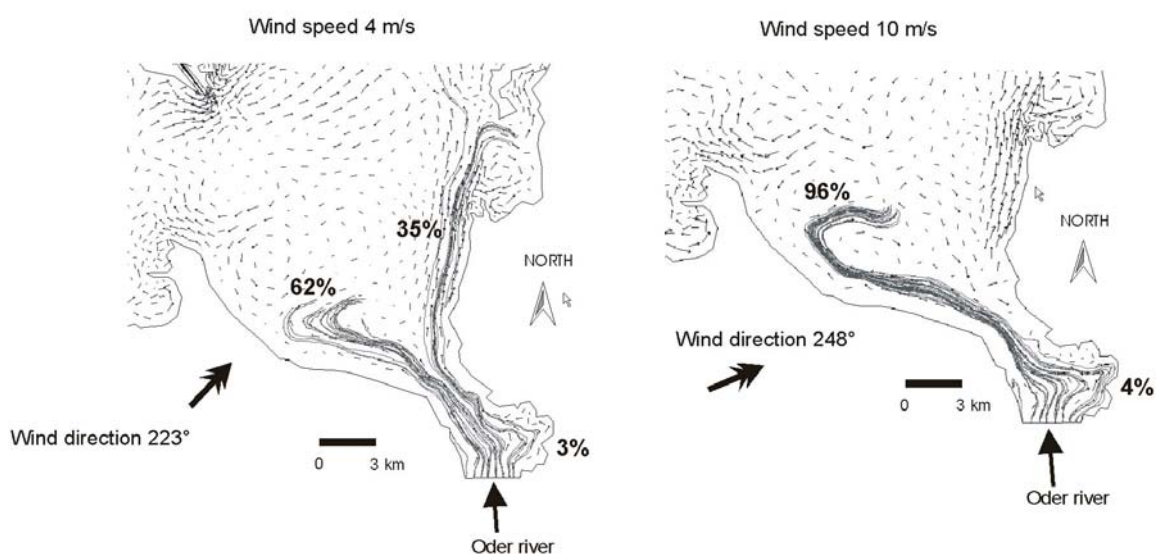 Wind speed 4 m/s
35%
NORTH
62%
Wind direction 223°
0 3 km
3%
Oder river
Wind speed 10 m/s
96%
NORTH
Wind direction 248°
0 3 km
4%
Oder river